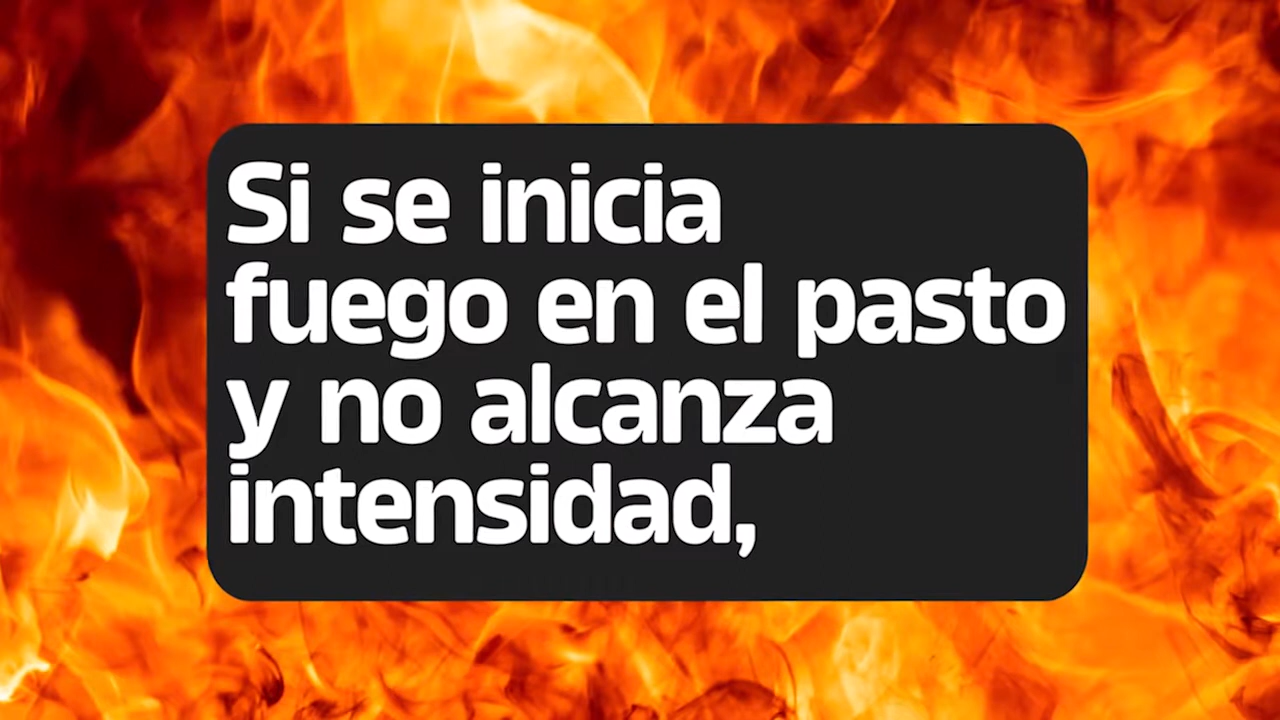 Si se inicia
fuego en el pasto
y no alcanza
intensidad,